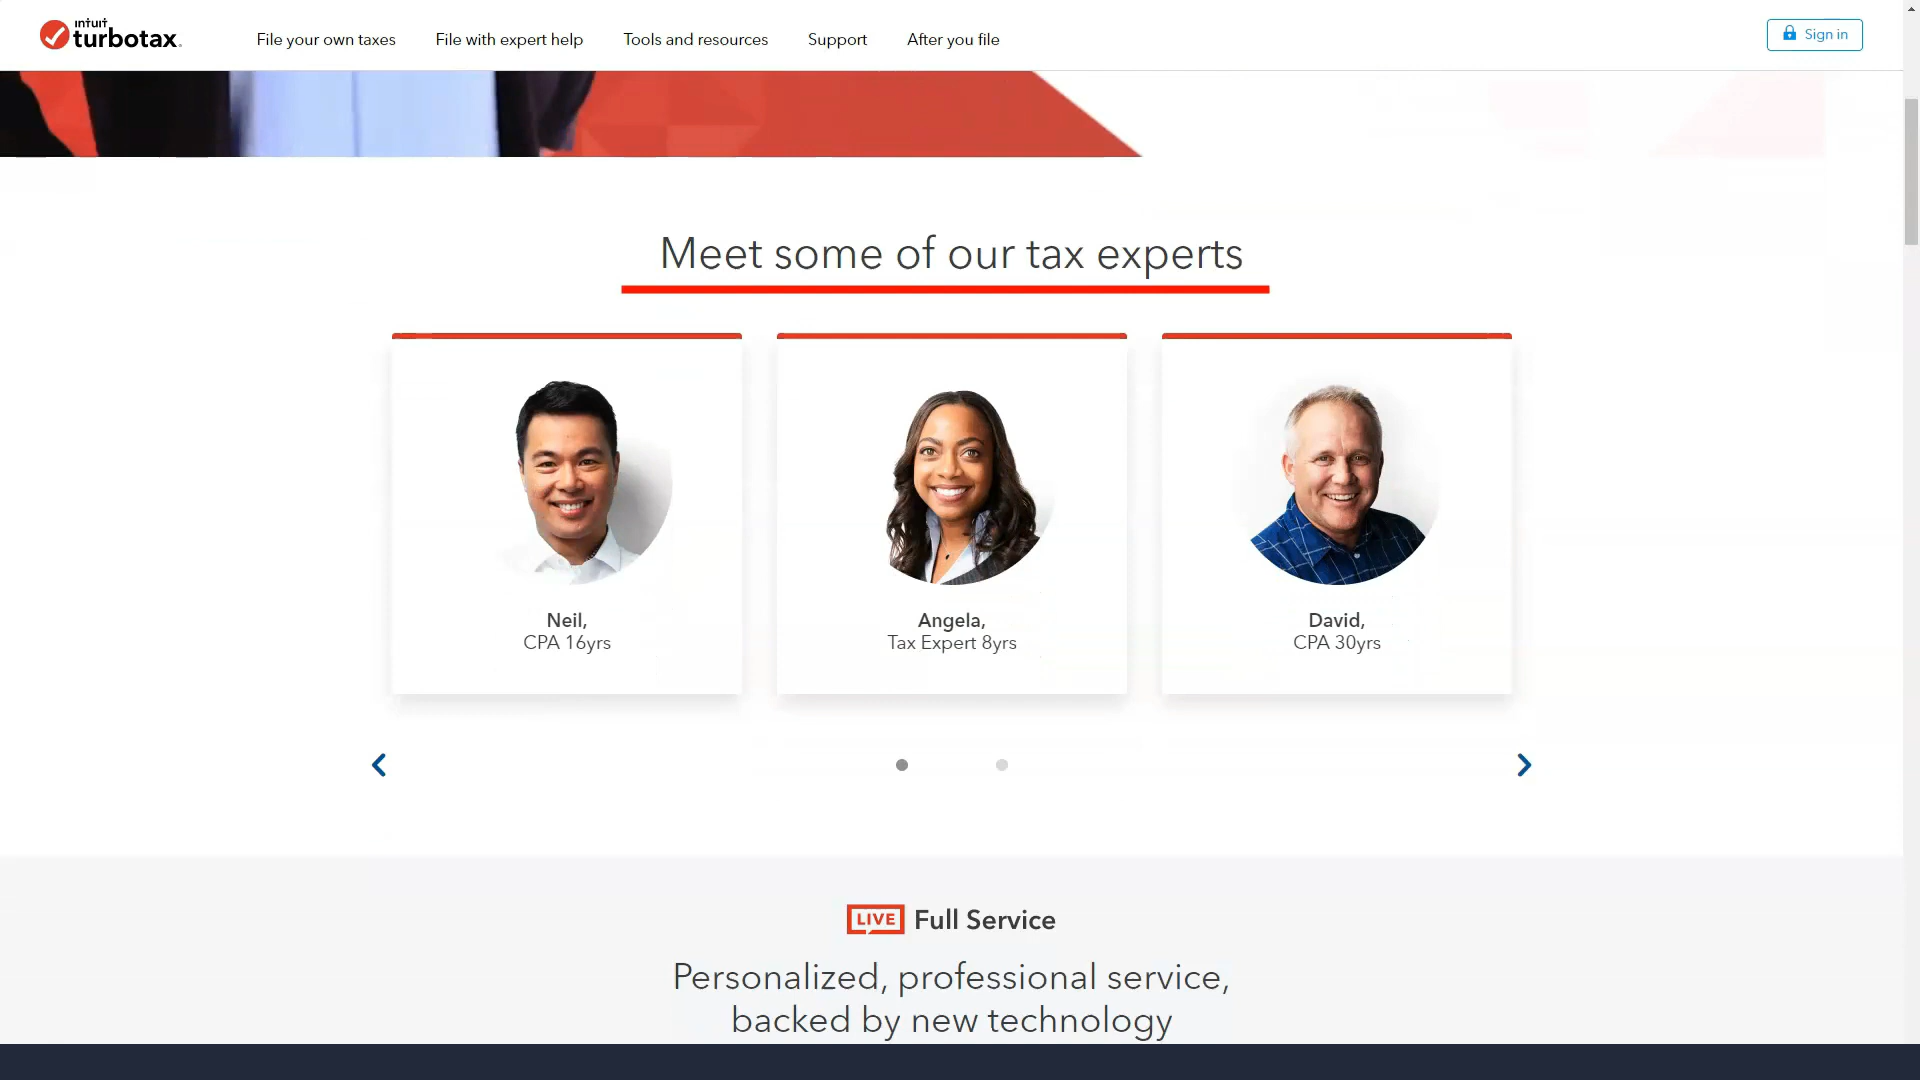 intuit
turbotax.
File your own taxes
File with expert help
Tools and resources
Support
After you file
Sign in
Meet some of our tax experts
Neil,
CPA 16yrs
Angela,
Tax Expert 8yrs
David,
CPA 30yrs
LIVE Full Service
Personalized, professional service,
backed by new technology